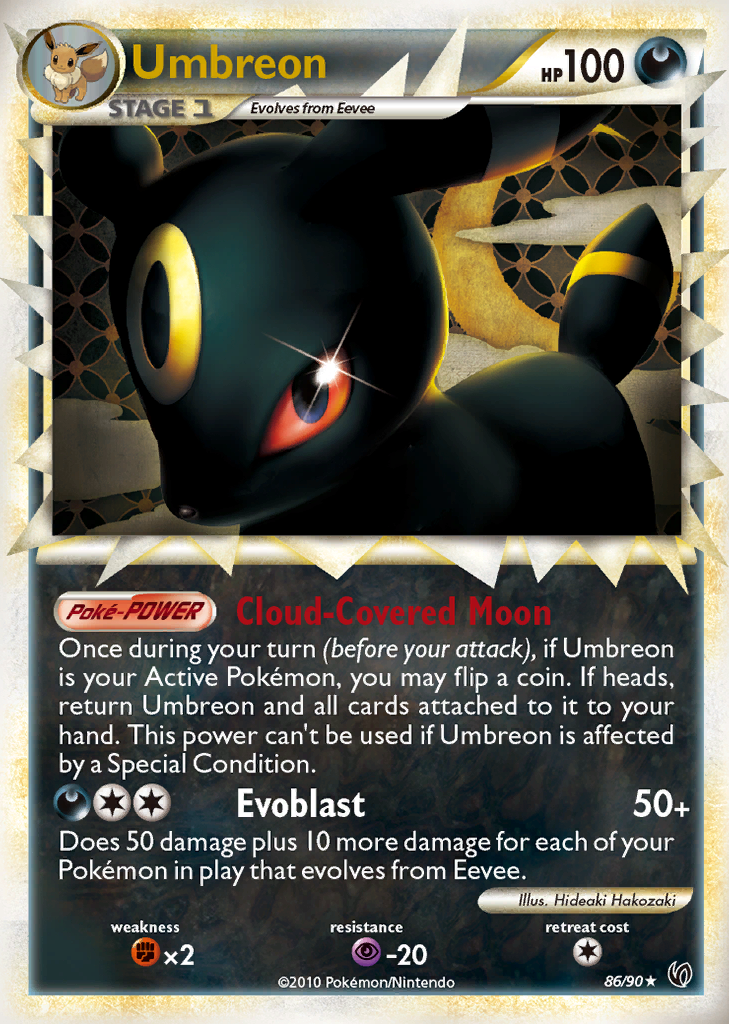 Umbreon
HP100
STAGE 1
Evolves from Eevee
Poké-POWER Cloud-Covered Moon
Once during your turn (before your attack), if Umbreon
is your Active Pokémon, you may flip a coin. If heads,
return Umbreon and all cards attached to it to your
hand. This power can't be used if Umbreon is affected
by a Special Condition.
Evoblast 50+
Does 50 damage plus 10 more damage for each of your
Pokémon in play that evolves from Eevee.
Illus. Hideaki Hakozaki
weakness resistance retreat cost
×2 -20
©2010 Pokémon/Nintendo 86/90★